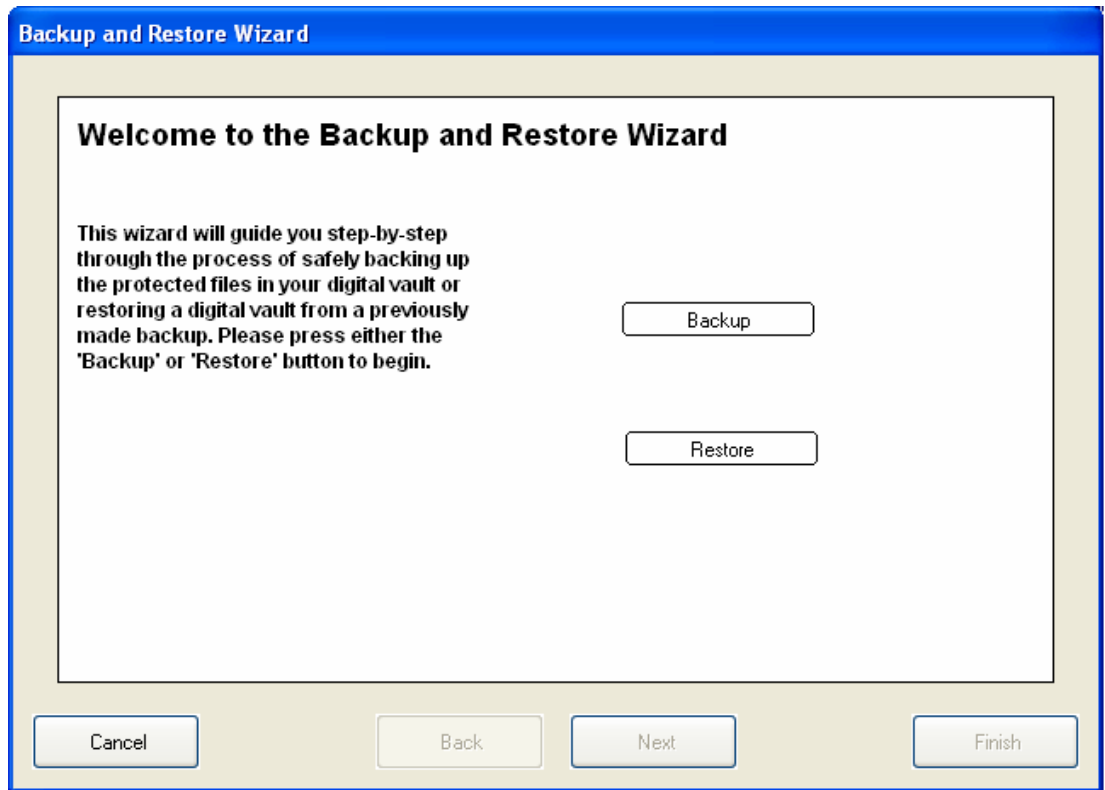 Backup and Restore Wizard
Welcome to the Backup and Restore Wizard
This wizard will guide you step-by-step
through the process of safely backing up
the protected files in your digital vault or
restoring a digital vault from a previously
made backup. Please press either the
'Backup' or 'Restore' button to begin.
Backup
Restore
Cancel
Back
Next
Finish